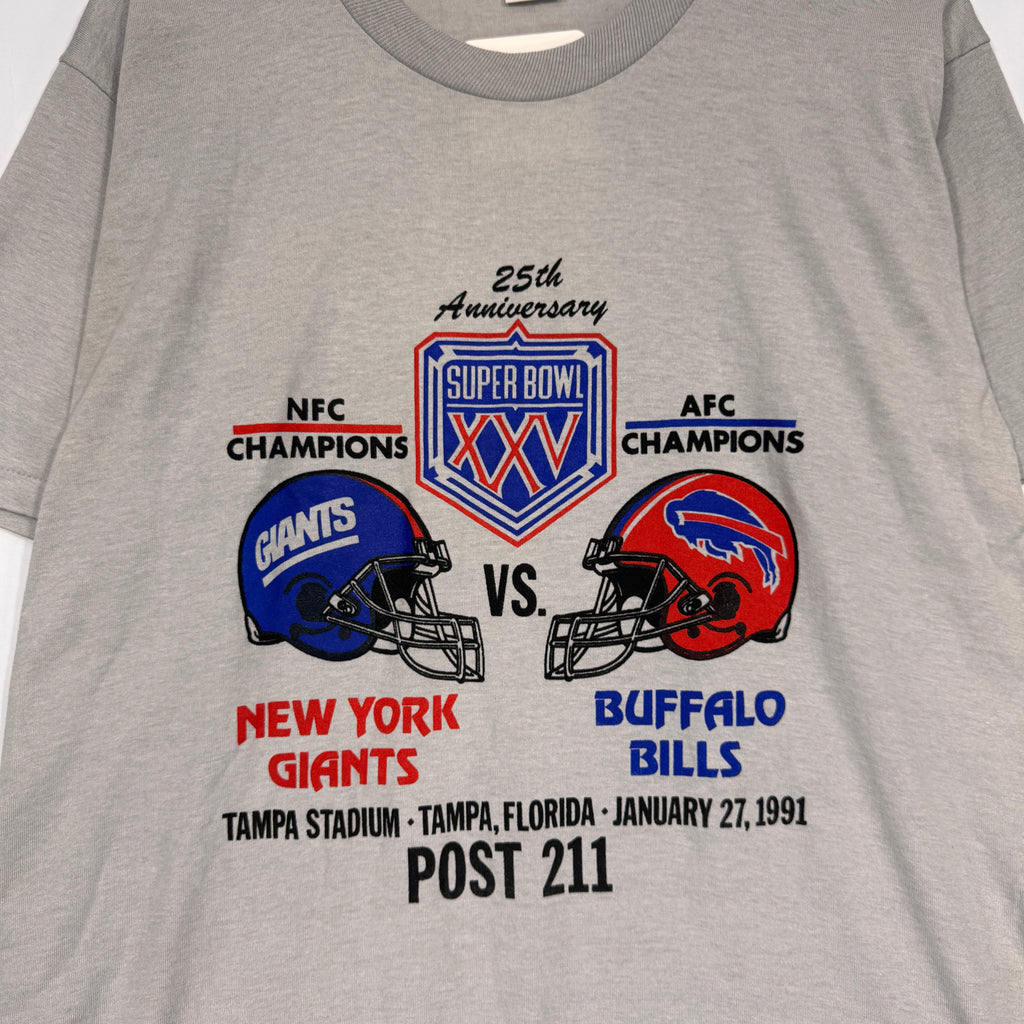 25th
Anniversary
SUPER BOWL
XXV
NFC
CHAMPIONS
AFC
CHAMPIONS
GIANTS
VS.
NEW YORK
GIANTS
BUFFALO
BILLS
TAMPA STADIUM · TAMPA, FLORIDA · JANUARY 27, 1991
POST 211